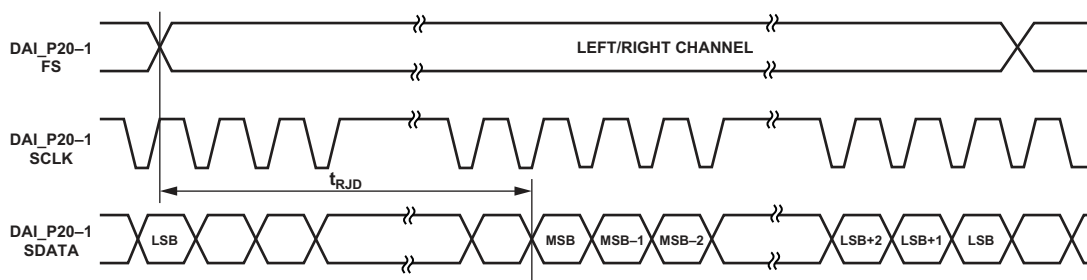 DAI_P20–1
FS
LEFT/RIGHT CHANNEL
DAI_P20–1
SCLK
tRJD
DAI_P20–1
SDATA
LSB
MSB
MSB–1
MSB–2
LSB+2
LSB+1
LSB